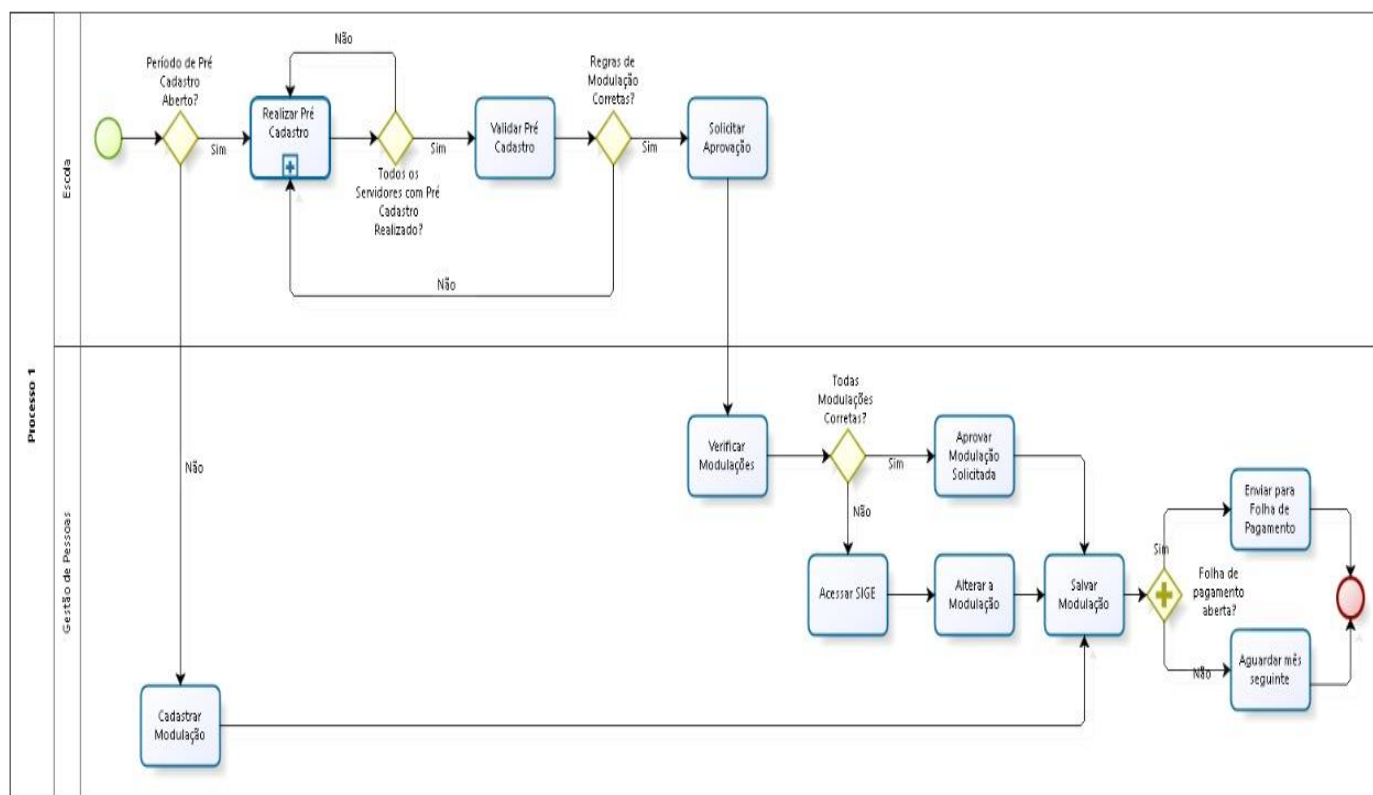 Processo 1
Escola
Período de Pré
Cadastro
Aberto?
Sim
Não
Realizar Pré
Cadastro
Não
Todos os
Servidores com Pré
Cadastro
Realizado?
Sim
Validar Pré
Cadastro
Regras de
Modulação
Corretas?
Sim
Não
Solicitar
Aprovação
Gestão de Pessoas
Verificar
Modulações
Todas
Modulações
Corretas?
Sim
Não
Aprovar
Modulação
Solicitada
Acessar SIGE
Alterar a
Modulação
Salvar
Modulação
Sim
Folha de
pagamento
aberta?
Não
Enviar para
Folha de
Pagamento
Aguardar mês
seguinte
Cadastrar
Modulação